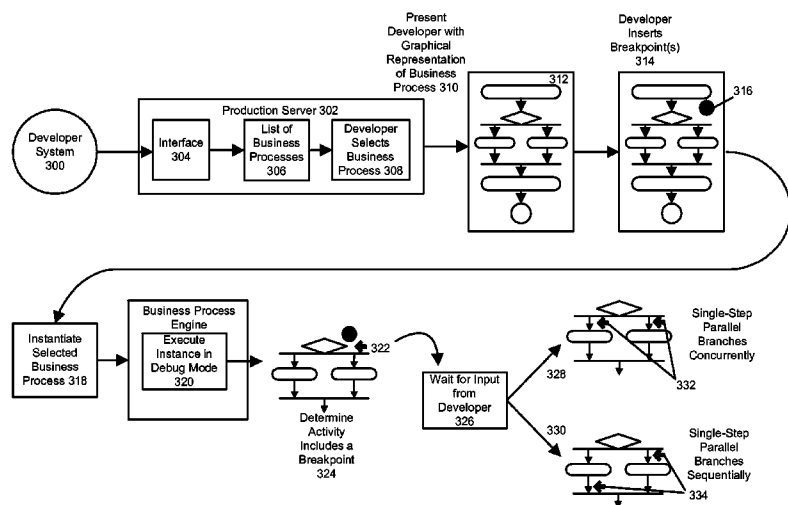 Present
Developer with
Graphical
Representation
of Business
Process 310
312
Developer
Inserts
Breakpoint(s)
314
316
Developer
System
300
Production Server 302
Interface
304
List of
Business
Processes
306
Developer
Selects
Business
Process 308
Instantiate
Selected
Business
Process 318
Business Process
Engine
Execute
Instance in
Debug Mode
320
322
Determine
Activity
Includes a
Breakpoint
324
Wait for Input
from
Developer
326
328
Single-Step
Parallel
Branches
Concurrently
332
330
Single-Step
Parallel
Branches
Sequentially
334